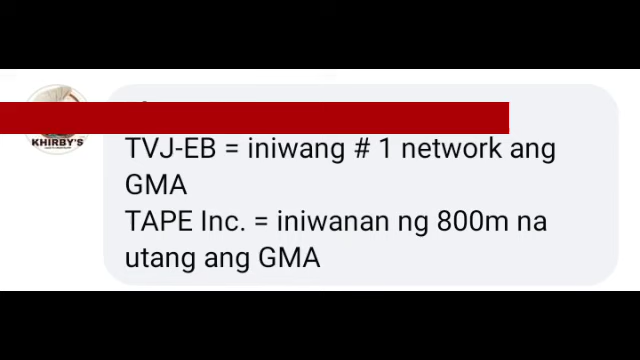 KHIRBY'S
TVJ-EB = iniwang # 1 network ang
GMA
TAPE Inc. = iniwanan ng 800m na
utang ang GMA